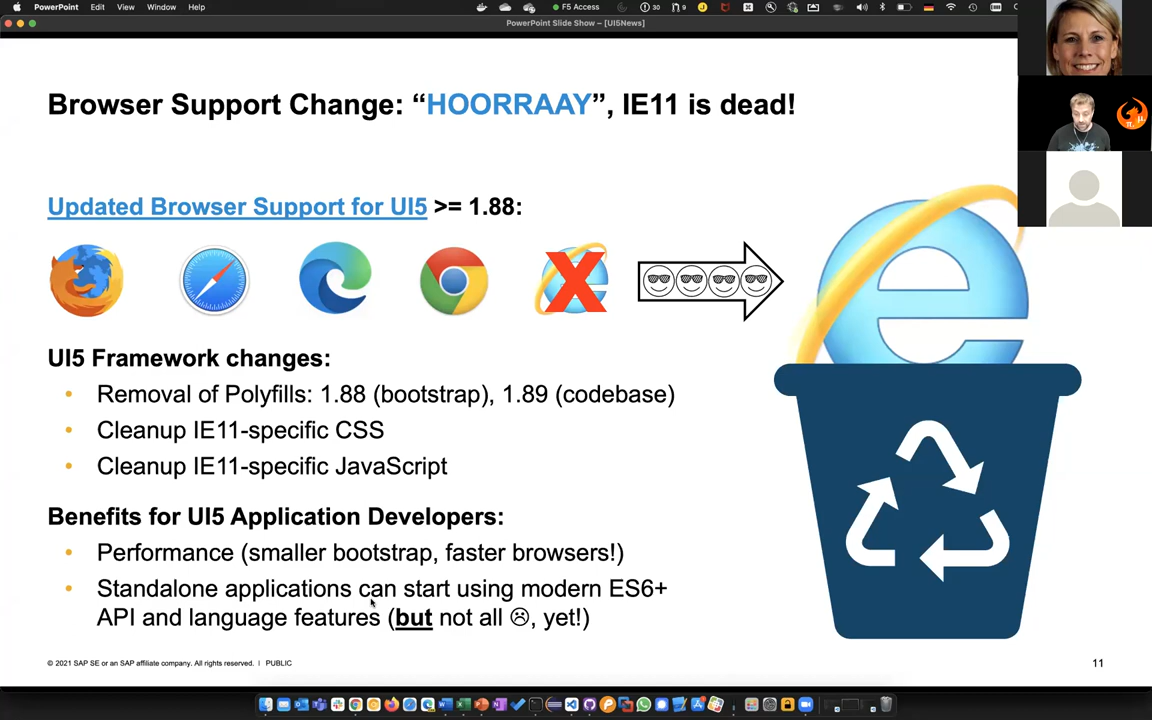 PowerPoint Edit View Window Help
F5 Access
30
9
PowerPoint Slide Show – [UI5News]
Browser Support Change: “HOORRAAY”, IE11 is dead!
Updated Browser Support for UI5 >= 1.88:
X
UI5 Framework changes:
• Removal of Polyfills: 1.88 (bootstrap), 1.89 (codebase)
• Cleanup IE11-specific CSS
• Cleanup IE11-specific JavaScript
Benefits for UI5 Application Developers:
• Performance (smaller bootstrap, faster browsers!)
• Standalone applications can start using modern ES6+
API and language features (but not all ☹, yet!)
© 2021 SAP SE or an SAP affiliate company. All rights reserved. | PUBLIC
11